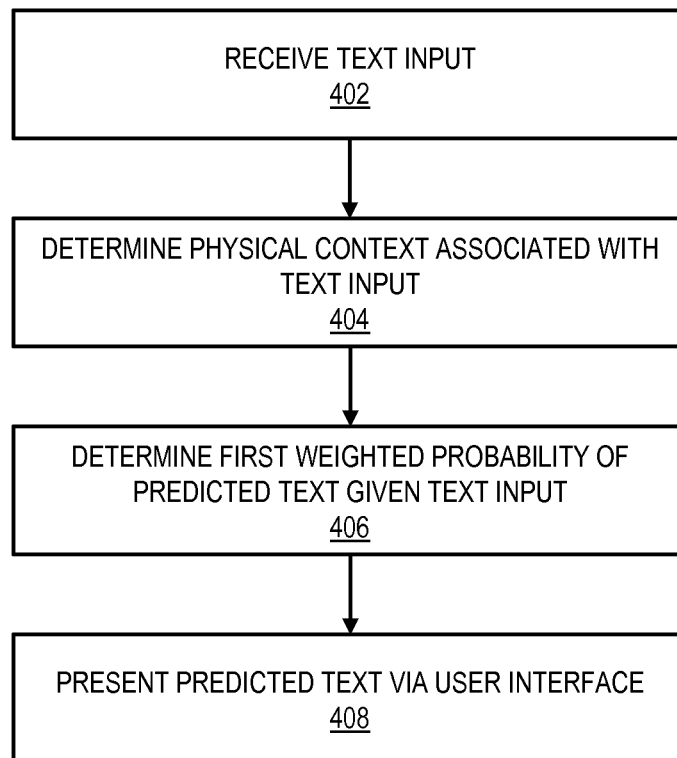 RECEIVE TEXT INPUT
402
DETERMINE PHYSICAL CONTEXT ASSOCIATED WITH
TEXT INPUT
404
DETERMINE FIRST WEIGHTED PROBABILITY OF
PREDICTED TEXT GIVEN TEXT INPUT
406
PRESENT PREDICTED TEXT VIA USER INTERFACE
408